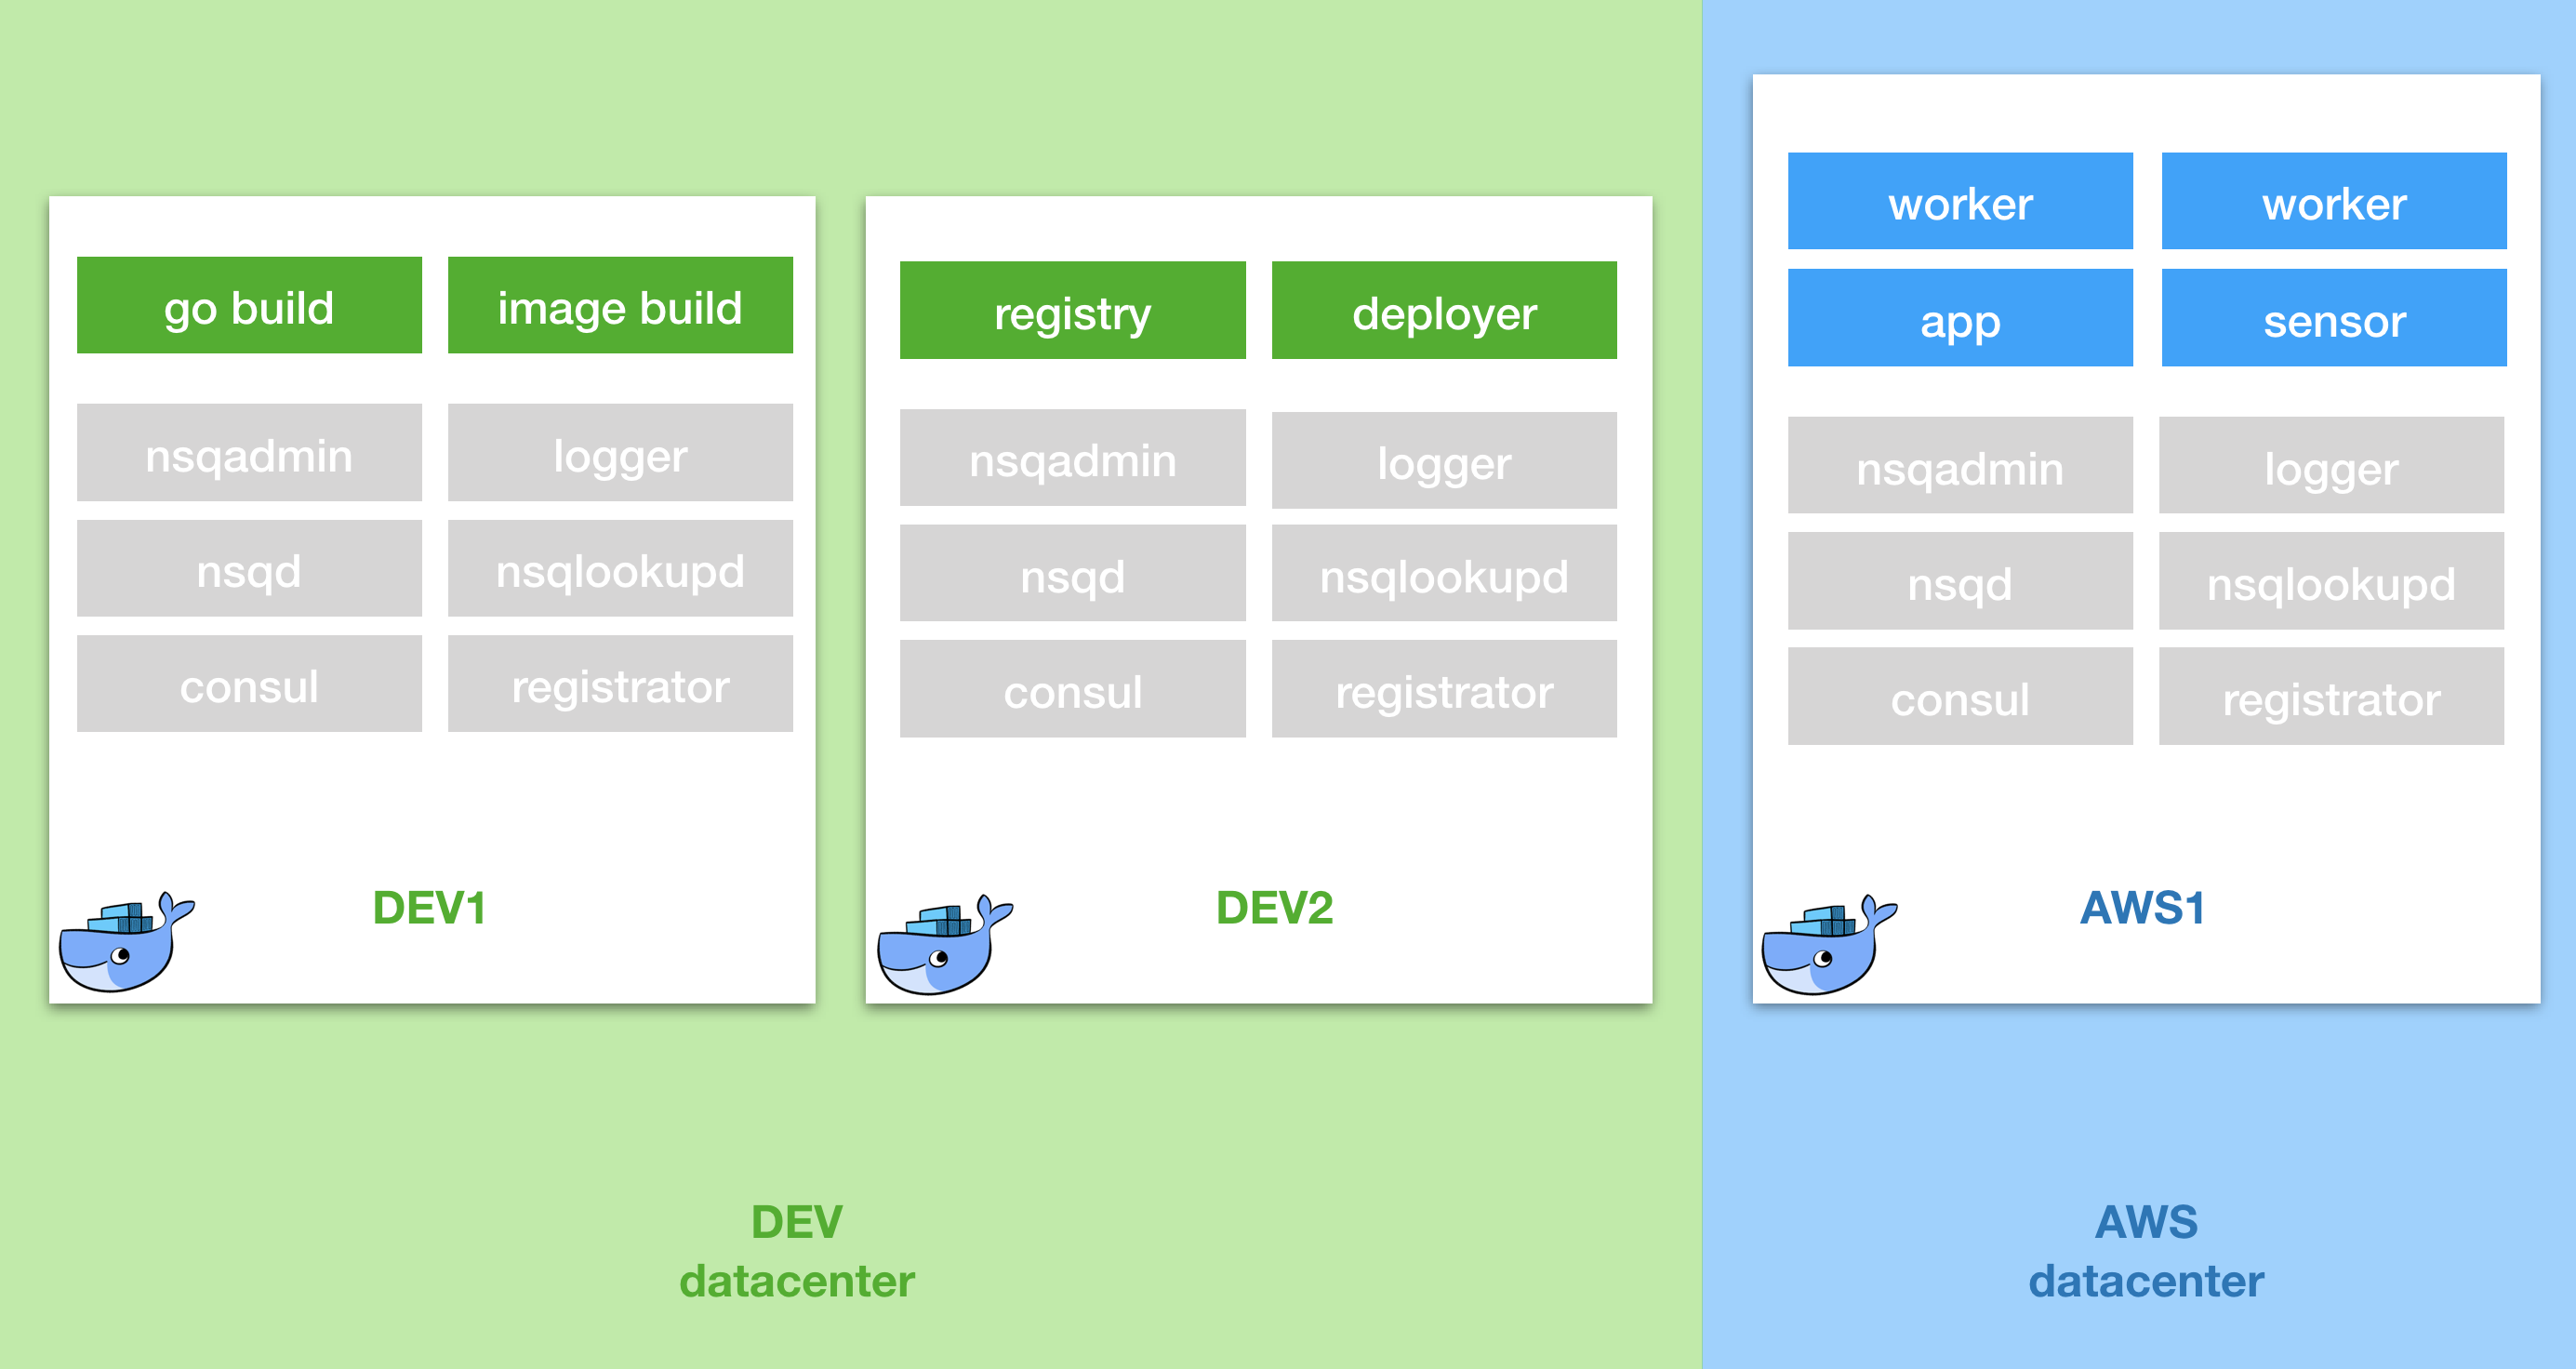 go build
image build
nsqadmin
logger
nsqd
nsqlookupd
consul
registrator
DEV1
registry
deployer
nsqadmin
logger
nsqd
nsqlookupd
consul
registrator
DEV2
DEV
datacenter
worker
worker
app
sensor
nsqadmin
logger
nsqd
nsqlookupd
consul
registrator
AWS1
AWS
datacenter